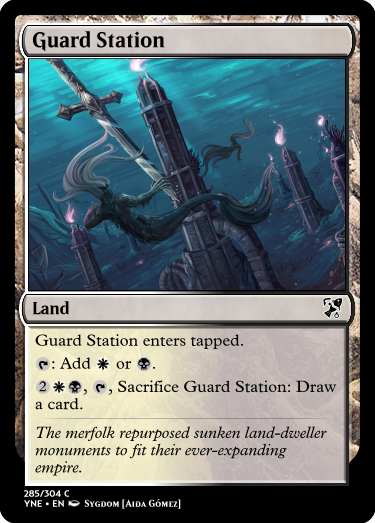 Guard Station
Land
Guard Station enters tapped.
: Add or .
2, , Sacrifice Guard Station: Draw
a card.
The merfolk repurposed sunken land-dweller
monuments to fit their ever-expanding
empire.
285/304 C
YNE • EN Sygdom [Aida Gómez]